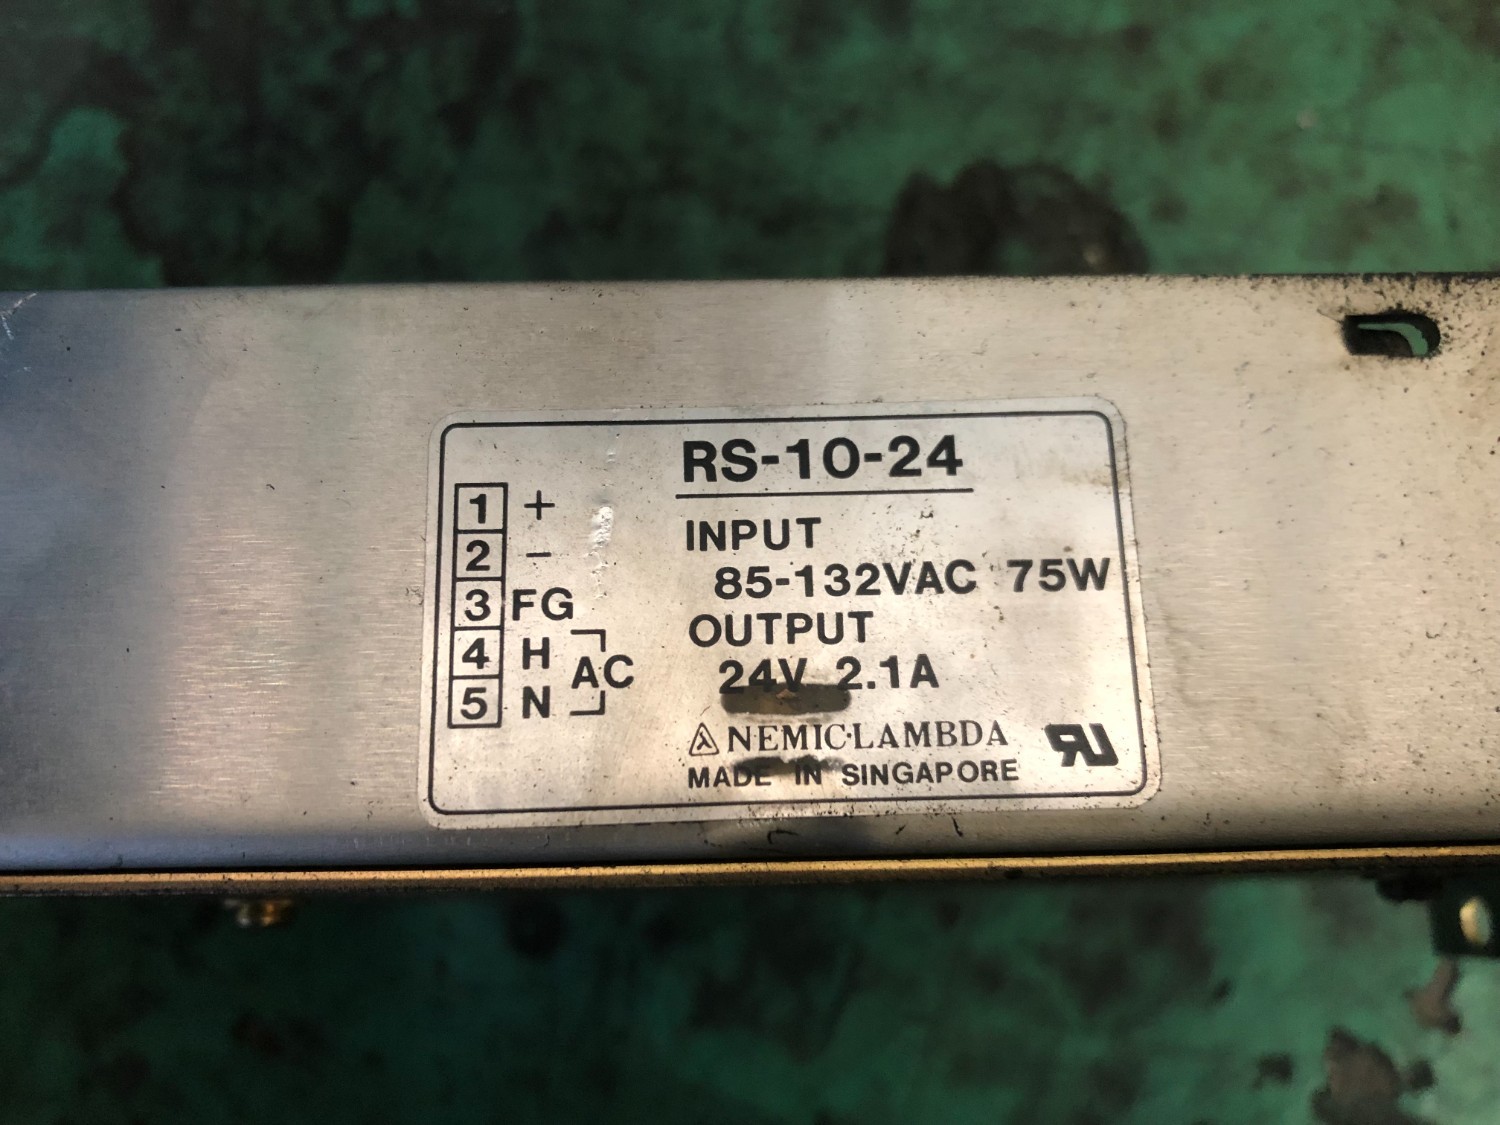 RS-10-24
1 +
2 -
3 FG
4 H
5 N
AC
INPUT
85-132VAC 75W
OUTPUT
24V 2.1A
NEMIC·LAMBDA
MADE IN SINGAPORE
RU